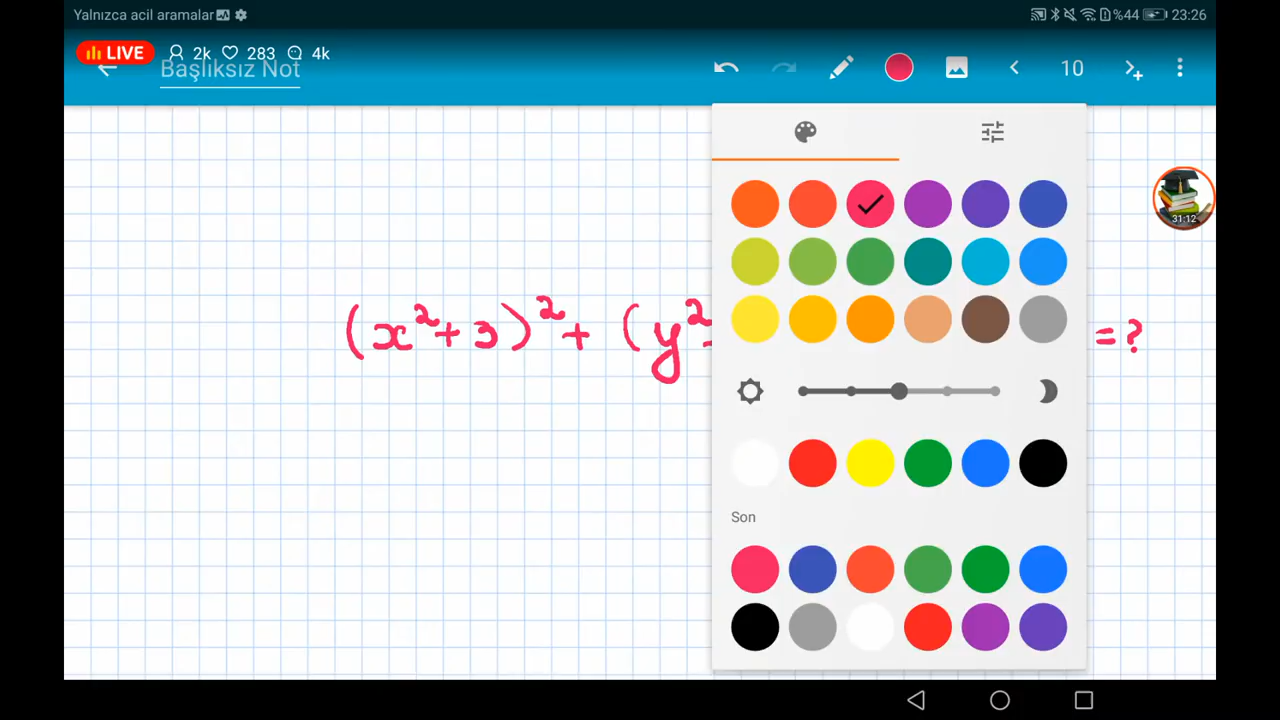 Yalnızca acil aramalar %44 23:26
LIVE 2k 283 4k
Başlıksız Not 10
31:12
(x²+3)²+ (y² =?
Son